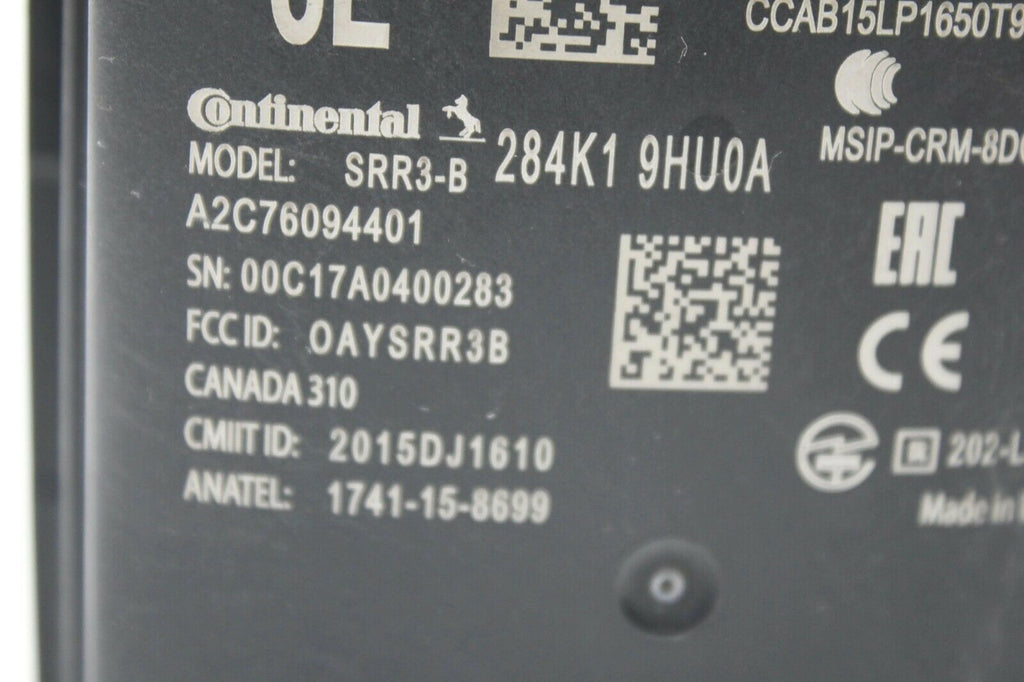 CCAB15LP1650T9
Continental
MSIP-CRM-8D
MODEL: SRR3-B 284K1 9HU0A
A2C76094401
EAC
SN: 00C17A0400283
FCC ID: OAYSRR3B
CE
CANADA 310
CMIIT ID: 2015DJ1610
R 202-L
ANATEL: 1741-15-8699
Made in